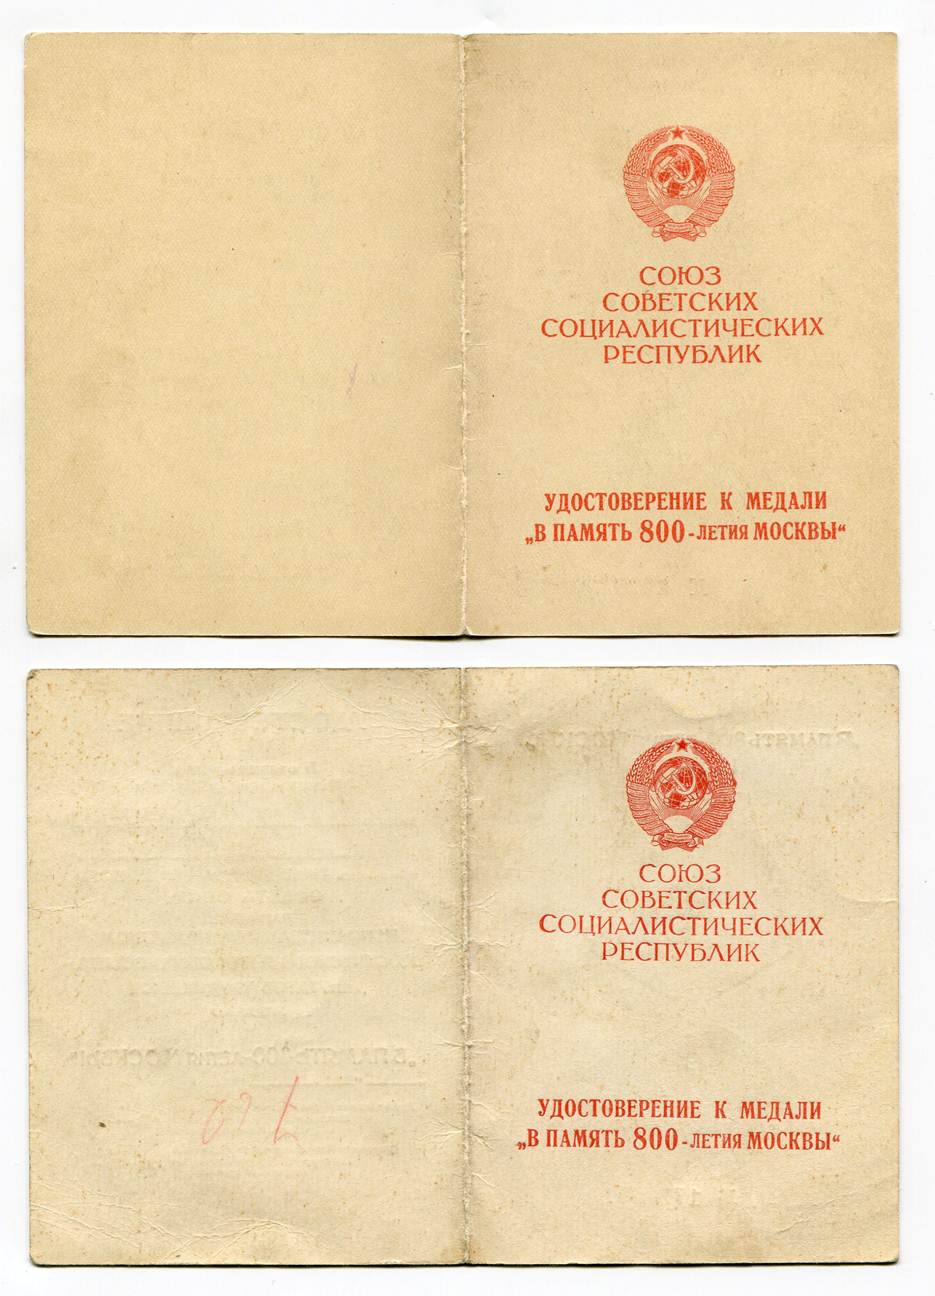 СОЮЗ
СОВЕТСКИХ
СОЦИАЛИСТИЧЕСКИХ
РЕСПУБЛИК
УДОСТОВЕРЕНИЕ К МЕДАЛИ
„В ПАМЯТЬ 800-ЛЕТИЯ МОСКВЫ“
СОЮЗ
СОВЕТСКИХ
СОЦИАЛИСТИЧЕСКИХ
РЕСПУБЛИК
УДОСТОВЕРЕНИЕ К МЕДАЛИ
„В ПАМЯТЬ 800-ЛЕТИЯ МОСКВЫ“